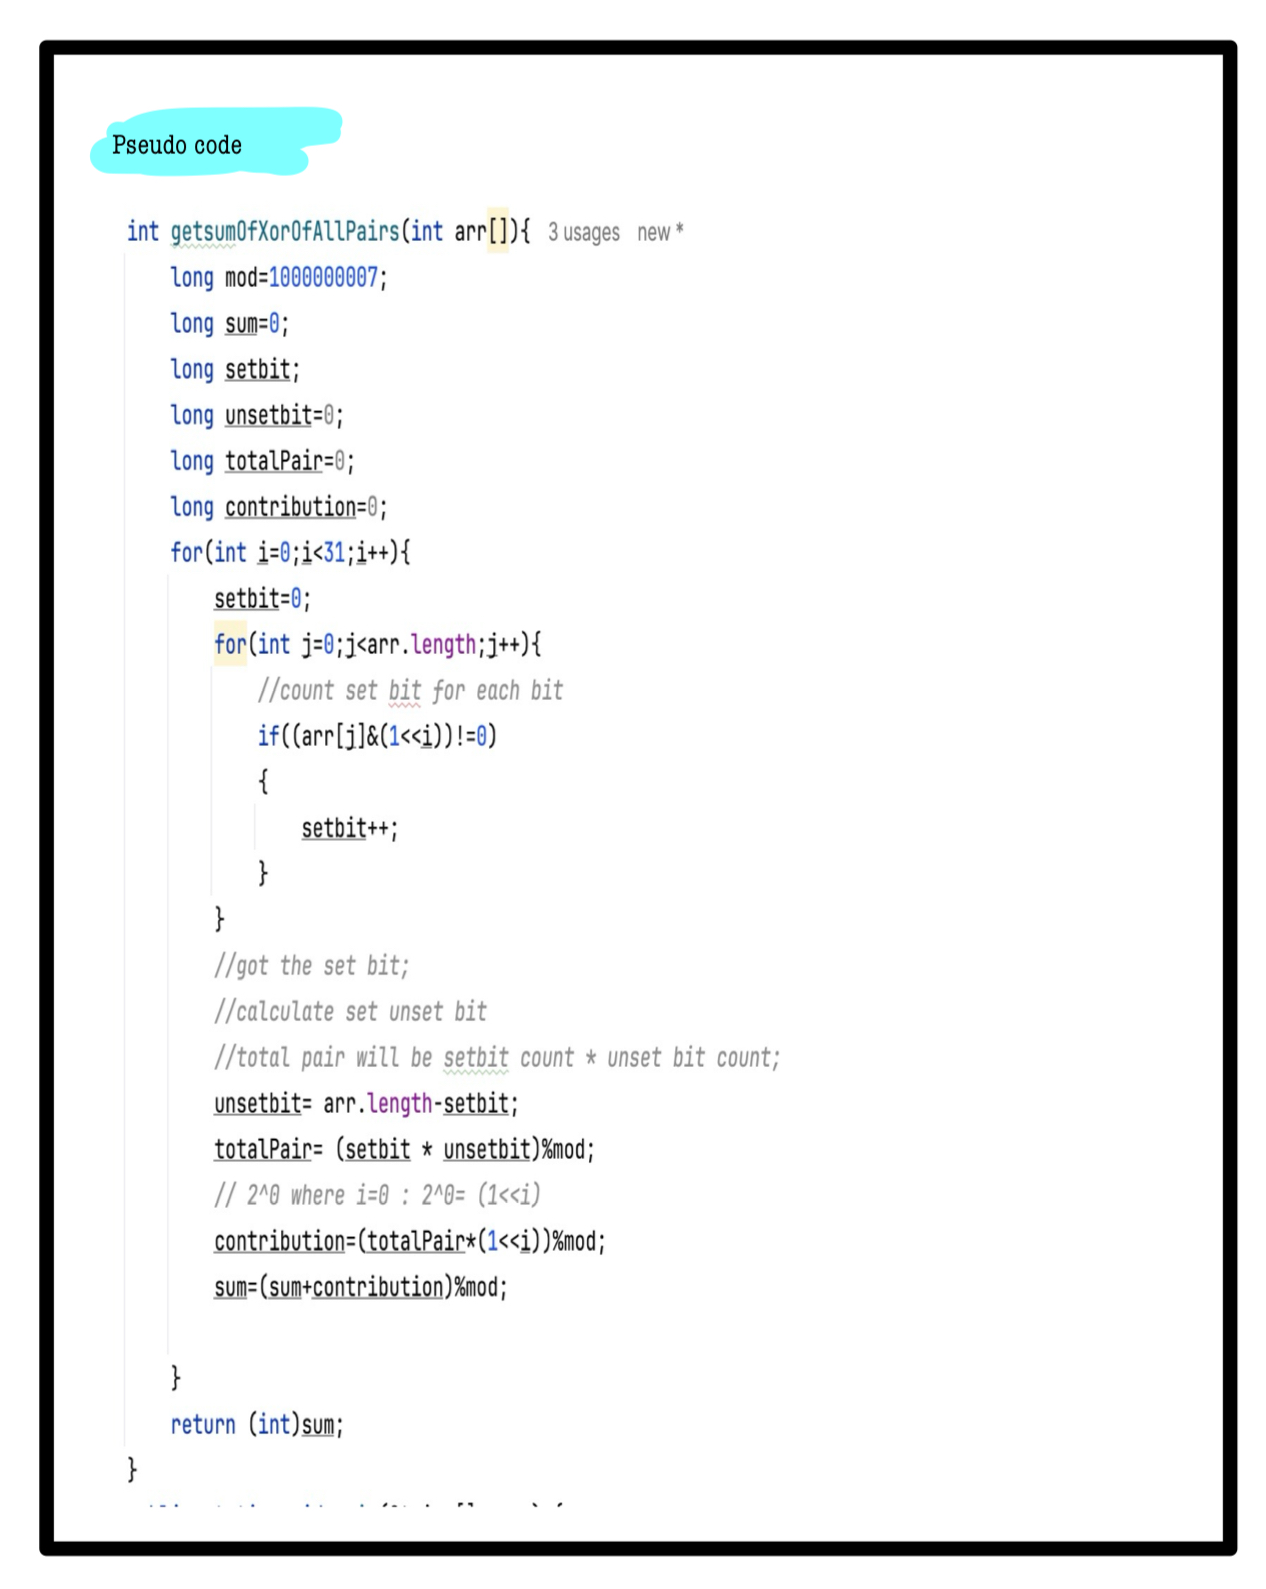 Pseudo code
int getsumOfXorOfAllPairs(int arr[]){ 3 usages new *
long mod=1000000007;
long sum=0;
long setbit;
long unsetbit=0;
long totalPair=0;
long contribution=0;
for(int i=0;i<31;i++){
setbit=0;
for(int j=0;j<arr.length;j++){
//count set bit for each bit
if((arr[j]&(1<<i))!=0)
{
setbit++;
}
}
//got the set bit;
//calculate set unset bit
//total pair will be setbit count * unset bit count;
unsetbit= arr.length-setbit;
totalPair= (setbit * unsetbit)%mod;
// 2^0 where i=0 : 2^0= (1<<i)
contribution=(totalPair*(1<<i))%mod;
sum=(sum+contribution)%mod;
}
return (int)sum;
}